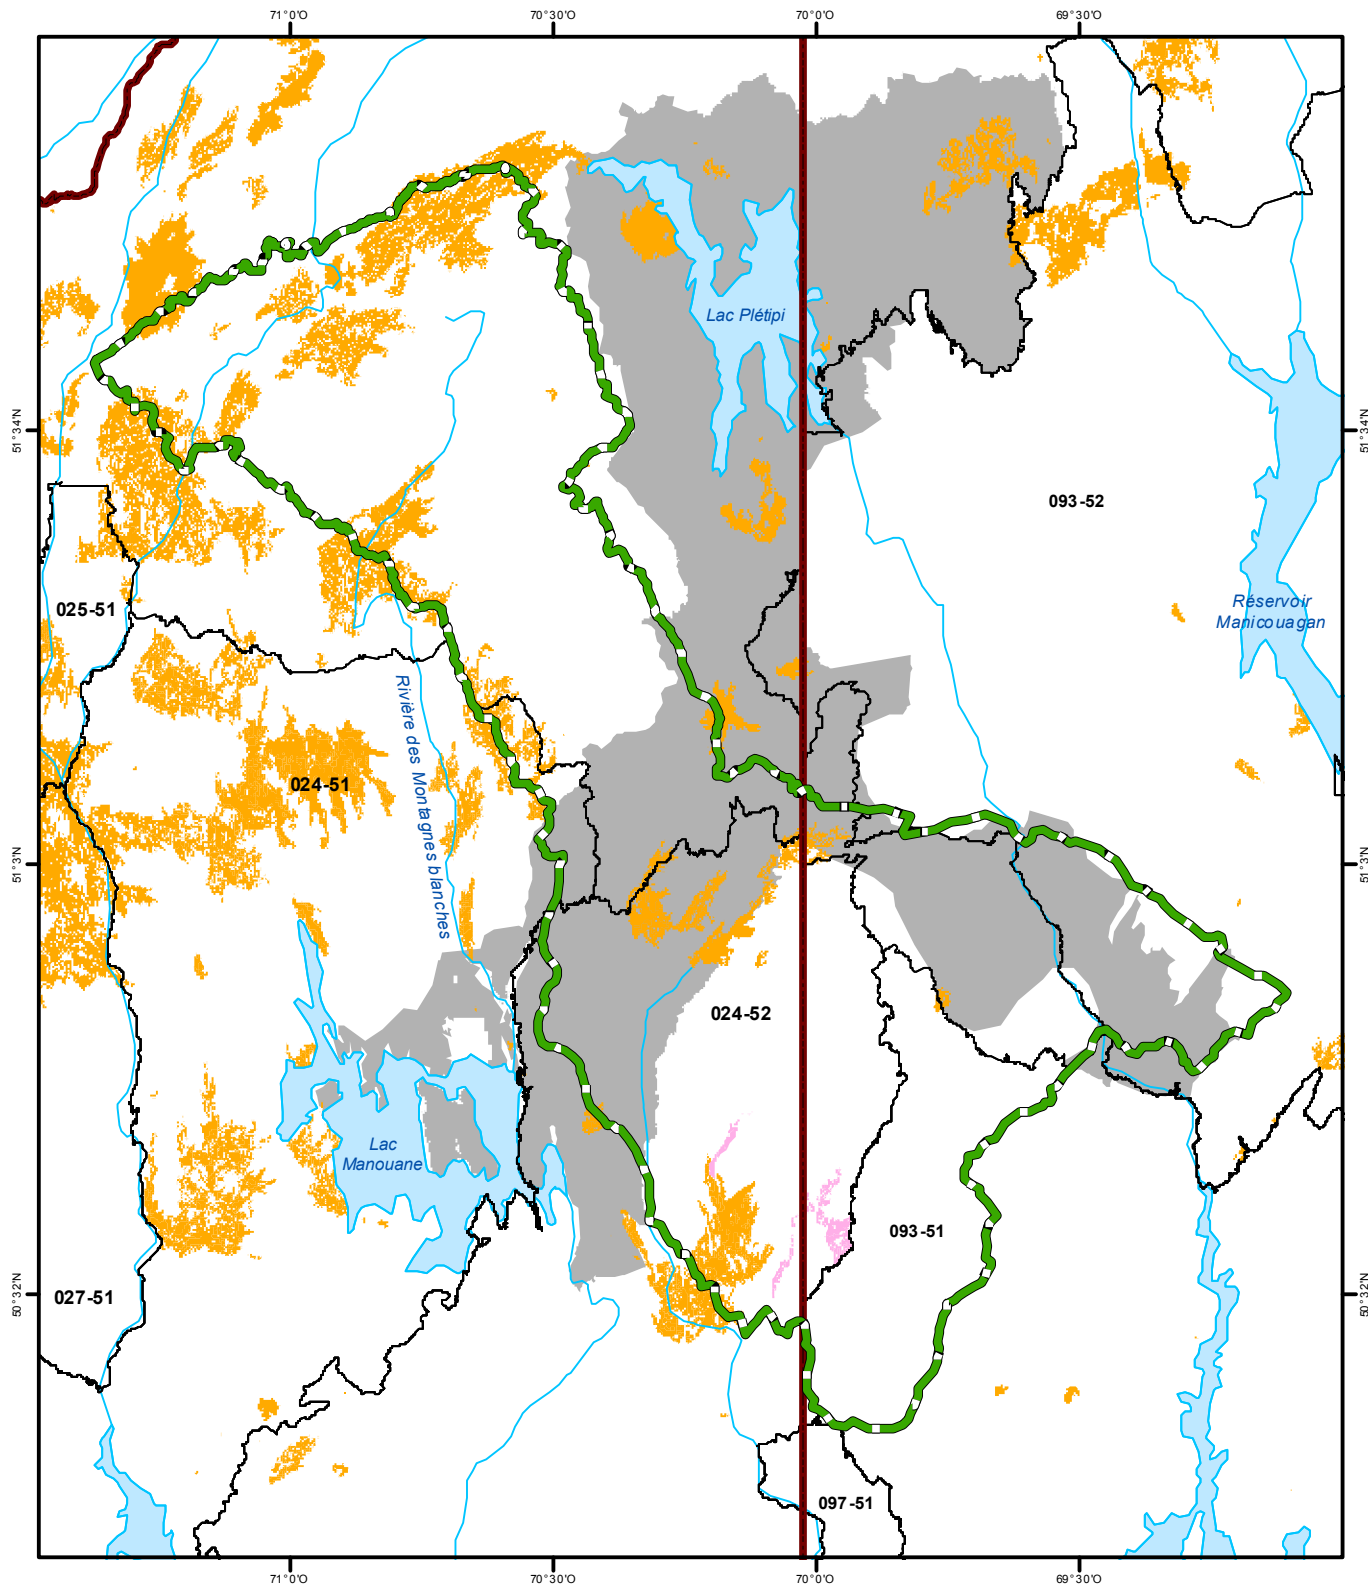 71°0'O
70°30'O
70°0'O
69°30'O
Lac Plétipi
51°34'N
51°34'N
093-52
025-51
Réservoir
Manicouagan
Rivière des Montagnes blanches
024-51
51°3'N
51°3'N
024-52
Lac
Manouane
093-51
027-51
50°32'N
50°32'N
097-51
71°0'O
70°30'O
70°0'O
69°30'O